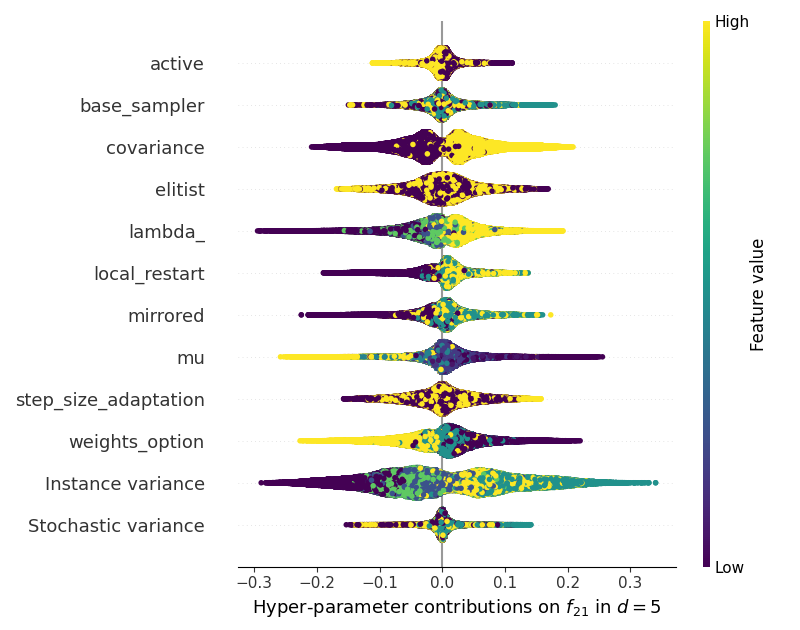 High
active
base_sampler
covariance
elitist
lambda_
local_restart
mirrored
mu
step_size_adaptation
weights_option
Instance variance
Stochastic variance
Feature value
Low
−0.3 −0.2 −0.1 0.0 0.1 0.2 0.3
Hyper-parameter contributions on f₂₁ in d = 5